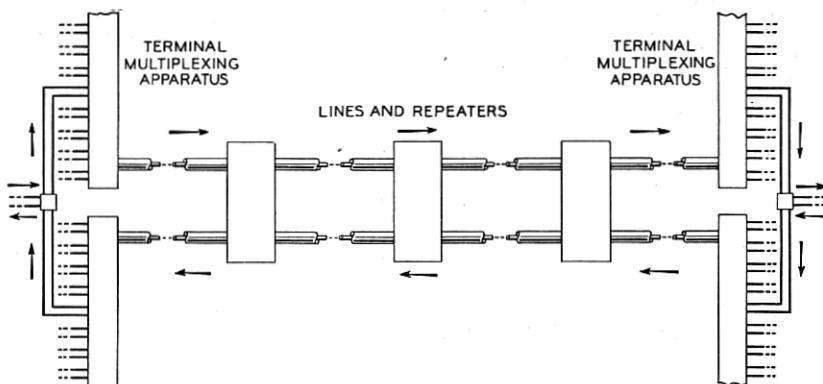 TERMINAL
MULTIPLEXING
APPARATUS
LINES AND REPEATERS
TERMINAL
MULTIPLEXING
APPARATUS